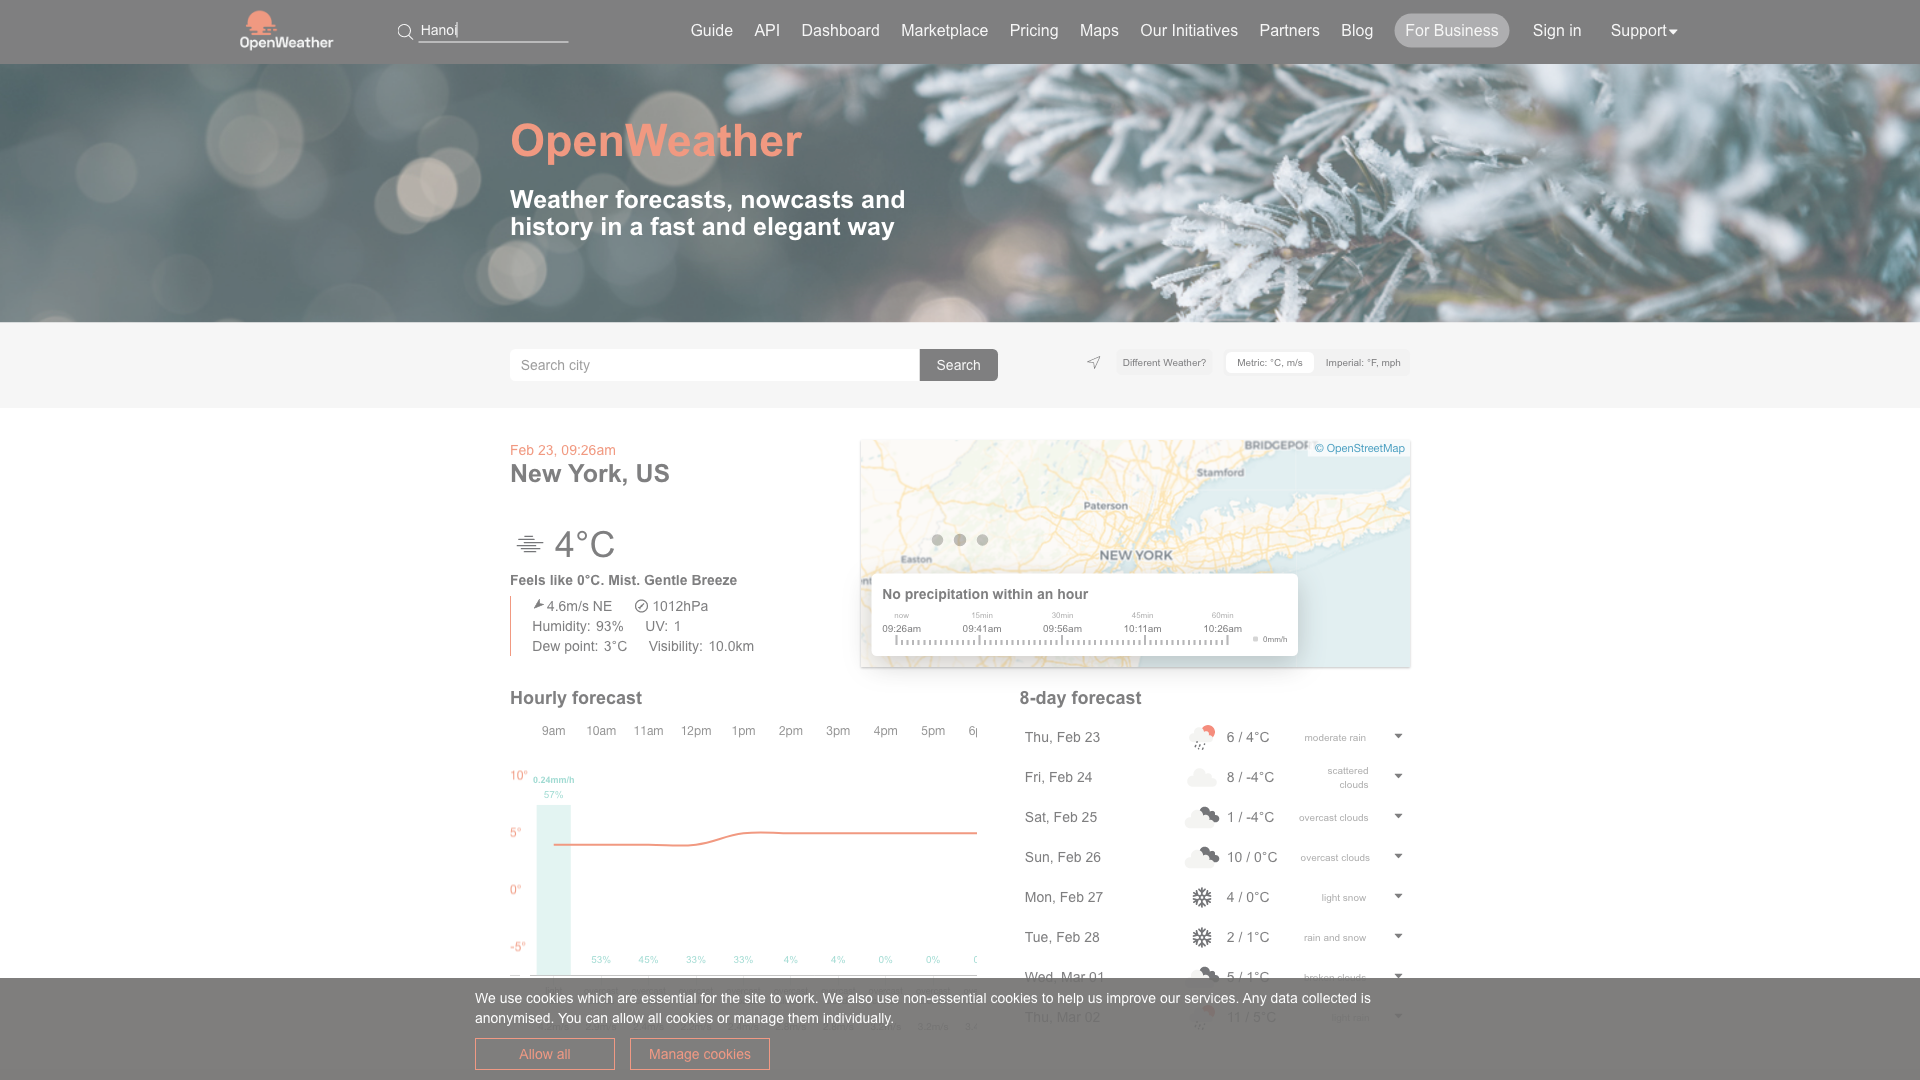 OpenWeather
Hanoi
Guide API Dashboard Marketplace Pricing Maps Our Initiatives Partners Blog For Business Sign in Support
OpenWeather
Weather forecasts, nowcasts and
history in a fast and elegant way
Search city
Search
Different Weather?
Metric: °C, m/s
Imperial: °F, mph
Feb 23, 09:26am
New York, US
4°C
Feels like 0°C. Mist. Gentle Breeze
4.6m/s NE 1012hPa
Humidity: 93% UV: 1
Dew point: 3°C Visibility: 10.0km
© OpenStreetMap
Stamford
Paterson
NEW YORK
Easton
No precipitation within an hour
now 15min 30min 45min 60min
09:26am 09:41am 09:56am 10:11am 10:26am
0mm/h
Hourly forecast
9am 10am 11am 12pm 1pm 2pm 3pm 4pm 5pm
10°
0.24mm/h
57%
5°
0°
-5°
53% 45% 33% 33% 4% 4% 0% 0%
8-day forecast
Thu, Feb 23 6 / 4°C moderate rain
Fri, Feb 24 8 / -4°C scattered
clouds
Sat, Feb 25 1 / -4°C overcast clouds
Sun, Feb 26 10 / 0°C overcast clouds
Mon, Feb 27 4 / 0°C light snow
Tue, Feb 28 2 / 1°C rain and snow
Wed, Mar 01 5 / 1°C broken clouds
Thu, Mar 02 11 / 5°C light rain
We use cookies which are essential for the site to work. We also use non-essential cookies to help us improve our services. Any data collected is
anonymised. You can allow all cookies or manage them individually.
Allow all
Manage cookies